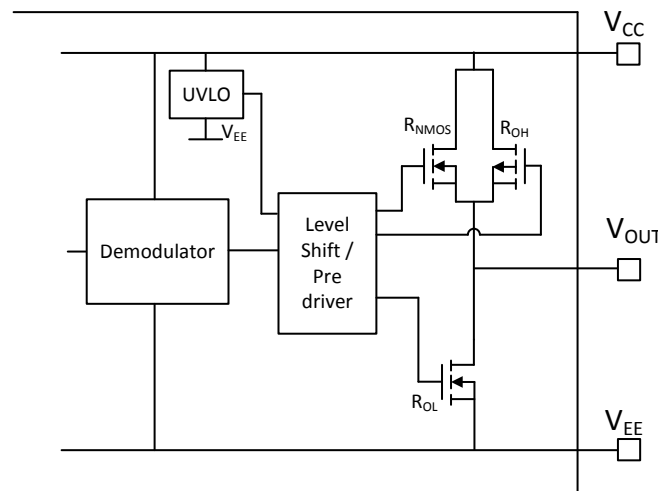 V_CC
UVLO
V_EE
R_NMOS
R_OH
Level
Shift /
Pre
driver
Demodulator
V_OUT
R_OL
V_EE